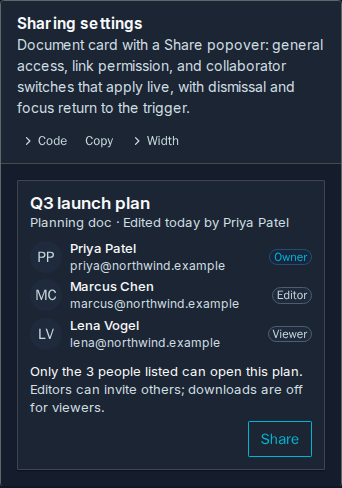 Sharing settings
Document card with a Share popover: general
access, link permission, and collaborator
switches that apply live, with dismissal and
focus return to the trigger.
Code Copy Width
Q3 launch plan
Planning doc · Edited today by Priya Patel
PP Priya Patel Owner
priya@northwind.example
MC Marcus Chen Editor
marcus@northwind.example
LV Lena Vogel Viewer
lena@northwind.example
Only the 3 people listed can open this plan.
Editors can invite others; downloads are off
for viewers.
Share